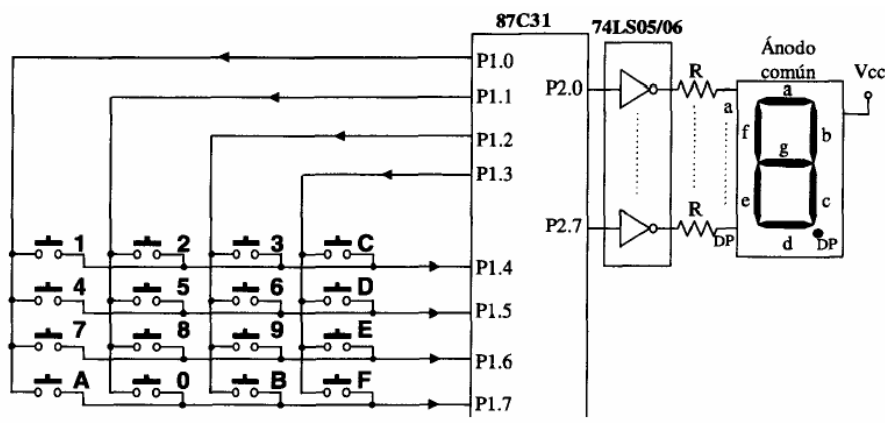 87C31
74LS05/06
Ánodo
común
Vcc
P1.0
P1.1
P1.2
P1.3
P2.0
R
a
a
f
b
g
e
c
d
DP
P2.7
R
DP
1 2 3 C
P1.4
4 5 6 D
P1.5
7 8 9 E
P1.6
A 0 B F
P1.7